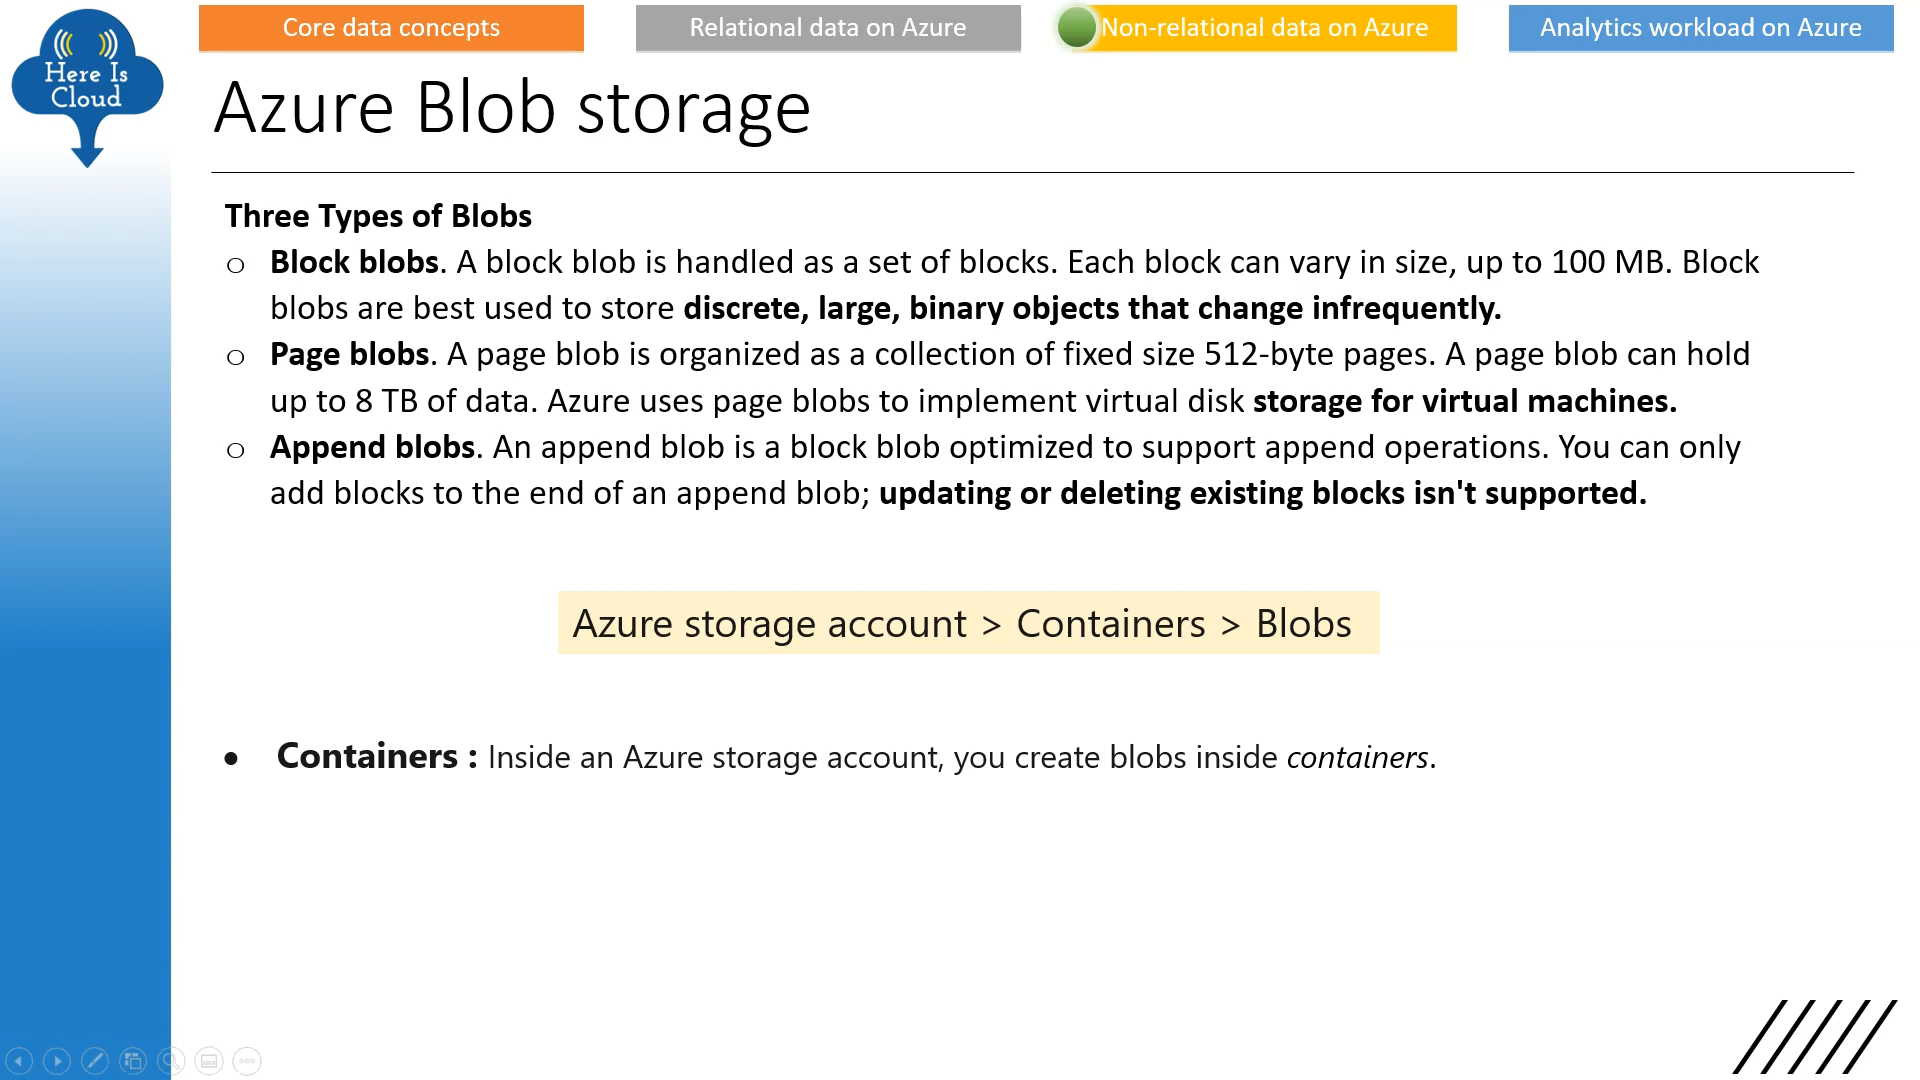 Here Is
Cloud
Core data concepts
Relational data on Azure
Non-relational data on Azure
Analytics workload on Azure
Azure Blob storage
Three Types of Blobs
o Block blobs. A block blob is handled as a set of blocks. Each block can vary in size, up to 100 MB. Block
blobs are best used to store discrete, large, binary objects that change infrequently.
o Page blobs. A page blob is organized as a collection of fixed size 512-byte pages. A page blob can hold
up to 8 TB of data. Azure uses page blobs to implement virtual disk storage for virtual machines.
o Append blobs. An append blob is a block blob optimized to support append operations. You can only
add blocks to the end of an append blob; updating or deleting existing blocks isn't supported.
Azure storage account > Containers > Blobs
• Containers : Inside an Azure storage account, you create blobs inside containers.